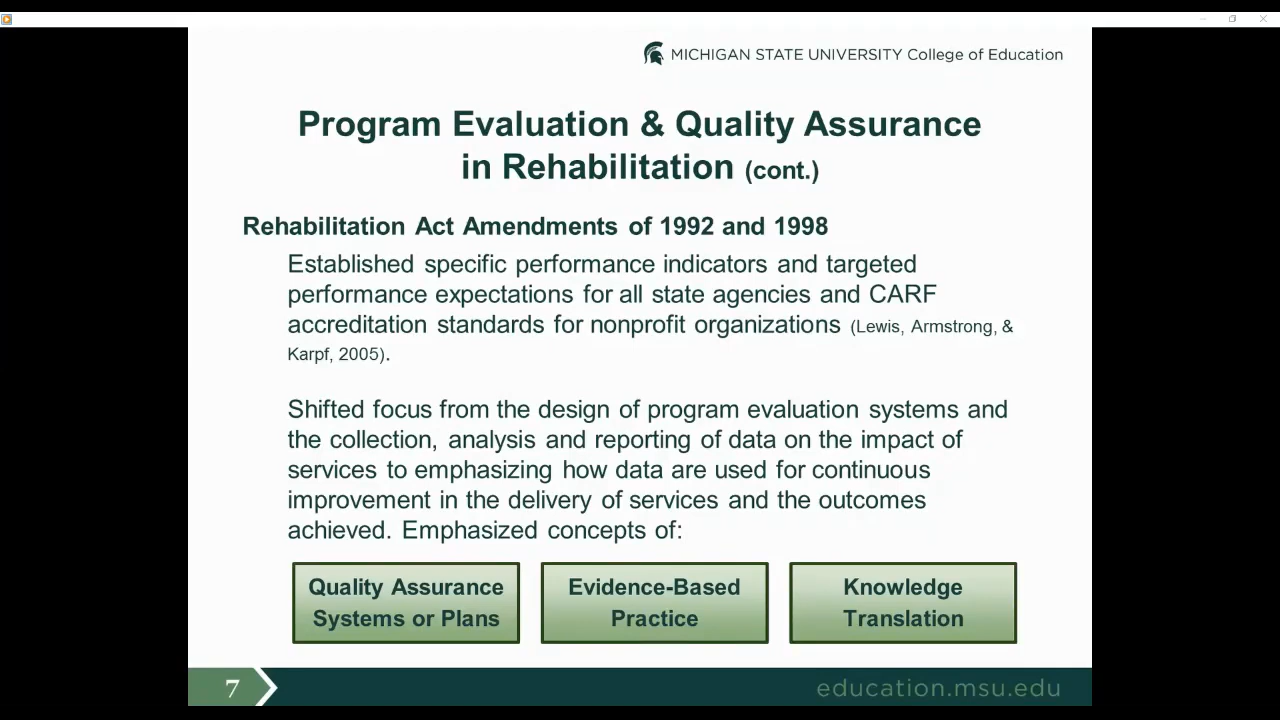 MICHIGAN STATE UNIVERSITY College of Education
Program Evaluation & Quality Assurance
in Rehabilitation (cont.)
Rehabilitation Act Amendments of 1992 and 1998
Established specific performance indicators and targeted
performance expectations for all state agencies and CARF
accreditation standards for nonprofit organizations (Lewis, Armstrong, &
Karpf, 2005).
Shifted focus from the design of program evaluation systems and
the collection, analysis and reporting of data on the impact of
services to emphasizing how data are used for continuous
improvement in the delivery of services and the outcomes
achieved. Emphasized concepts of:
Quality Assurance
Systems or Plans
Evidence-Based
Practice
Knowledge
Translation
7
education.msu.edu